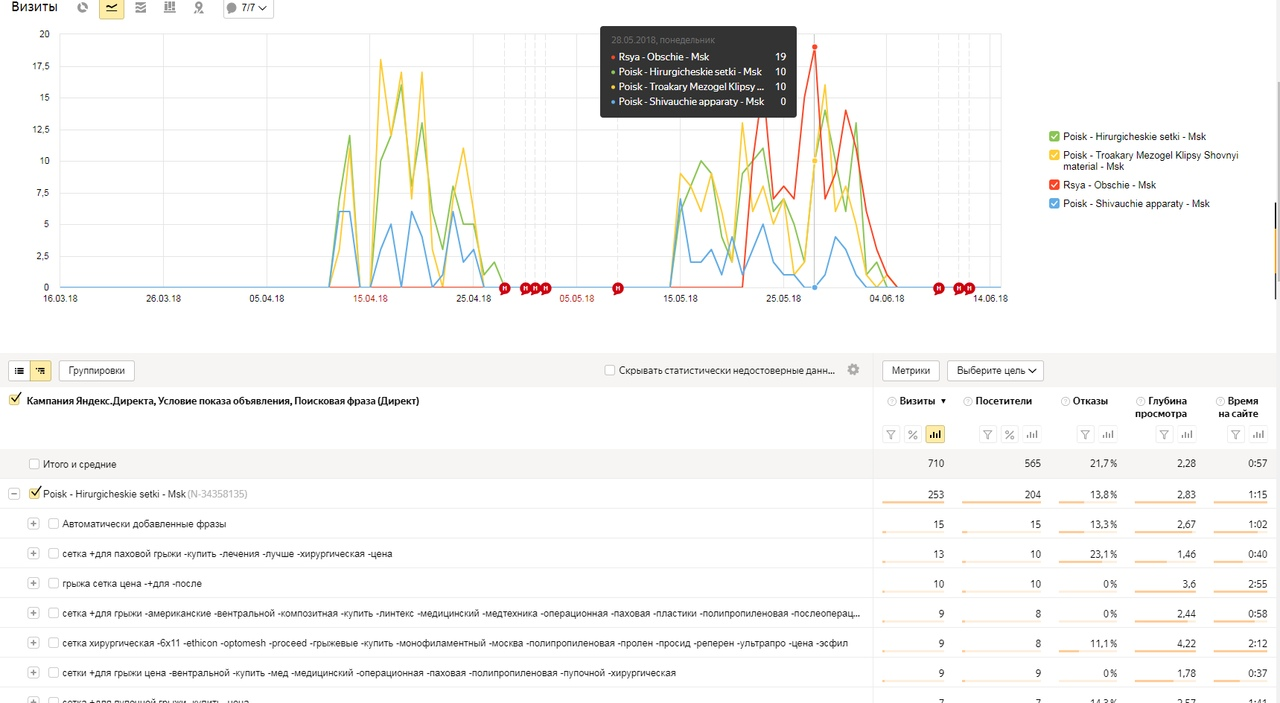 Визиты
7/7
20
17,5
15
12,5
10
7,5
5
2,5
0
28.05.2018, понедельник
Rsya - Obschie - Msk 19
Poisk - Hirurgicheskie setki - Msk 10
Poisk - Troakary Mezogel Klipsy ... 10
Poisk - Shivauchie apparaty - Msk 0
Poisk - Hirurgicheskie setki - Msk
Poisk - Troakary Mezogel Klipsy Shovnyi
material - Msk
Rsya - Obschie - Msk
Poisk - Shivauchie apparaty - Msk
н н н н н н н н
16.03.18 26.03.18 05.04.18 15.04.18 25.04.18 05.05.18 15.05.18 25.05.18 04.06.18 14.06.18
Группировки
Скрывать статистически недостоверные данн...
Метрики
Выберите цель
Кампания Яндекс.Директа, Условие показа объявления, Поисковая фраза (Директ)
Визиты ▼ Посетители Отказы Глубина просмотра Время на сайте
% %
Итого и средние 710 565 21,7 % 2,28 0:57
Poisk - Hirurgicheskie setki - Msk (N-34358135) 253 204 13,8 % 2,83 1:15
Автоматически добавленные фразы 15 15 13,3 % 2,67 1:02
сетка +для паховой грыжи -купить -лечения -лучше -хирургическая -цена 13 10 23,1 % 1,46 0:40
грыжа сетка цена -+для -после 10 10 0 % 3,6 2:55
сетка +для грыжи -американские -вентральной -композитная -купить -линтекс -медицинский -медтехника -операционная -паховая -пластики -полипропиленовая -послеоперац... 9 8 0 % 2,44 0:58
сетка хирургическая -6x11 -ethicon -optomesh -proceed -грыжевые -купить -монофиламентный -москва -полипропиленовая -пролен -просид -реперен -ультрапро -цена -эсфил 9 8 11,1 % 4,22 2:12
сетки +для грыжи цена -вентральной -купить -мед -медицинский -операционная -паховая -полипропиленовая -пупочной -хирургическая 9 9 0 % 1,78 0:37